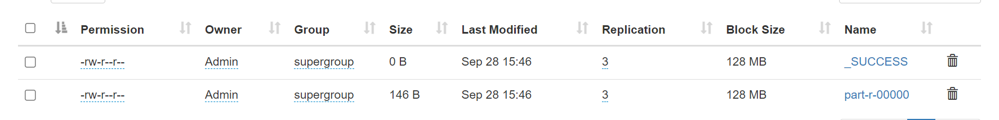 Permission Owner Group Size Last Modified Replication Block Size Name
-rw-r--r-- Admin supergroup 0 B Sep 28 15:46 3 128 MB _SUCCESS
-rw-r--r-- Admin supergroup 146 B Sep 28 15:46 3 128 MB part-r-00000